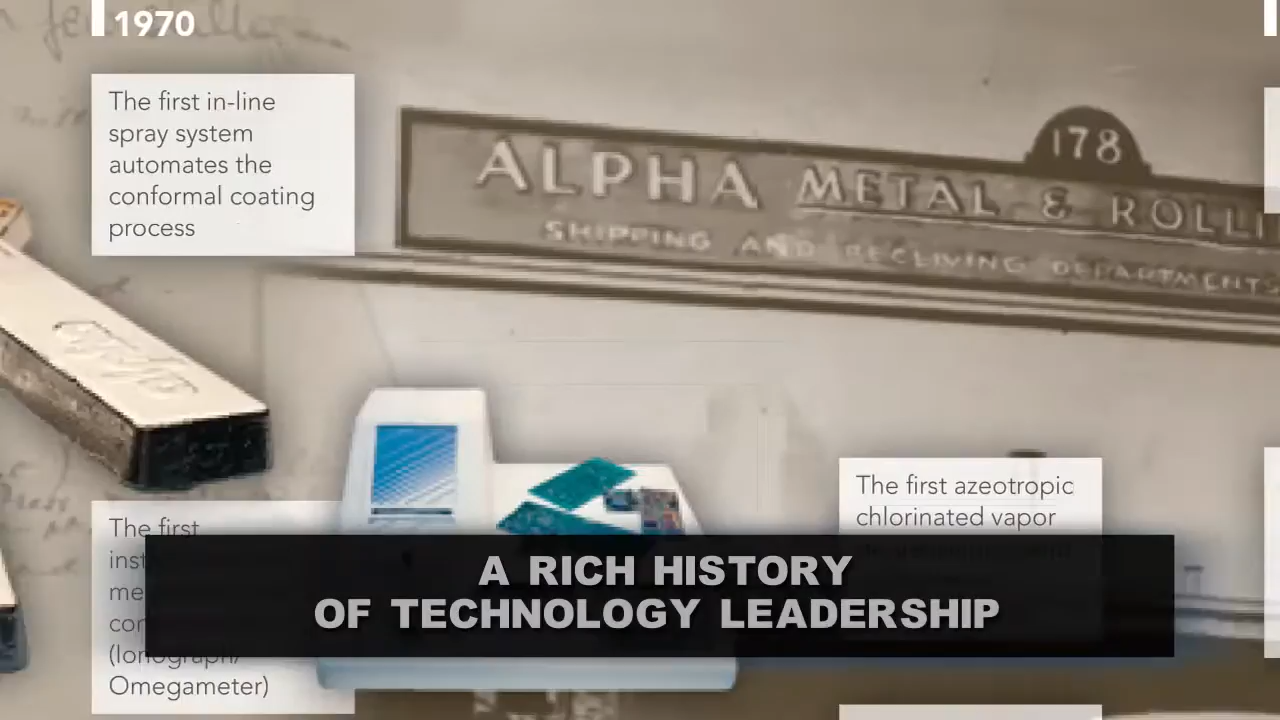 1970
The first in-line
spray system
automates the
conformal coating
process
178
ALPHA METAL & ROLLI
SHIPPING AND RECEIVING DEPARTMENTS
The first
(Ionograph/
Omegameter)
The first azeotropic
chlorinated vapor
A RICH HISTORY
OF TECHNOLOGY LEADERSHIP